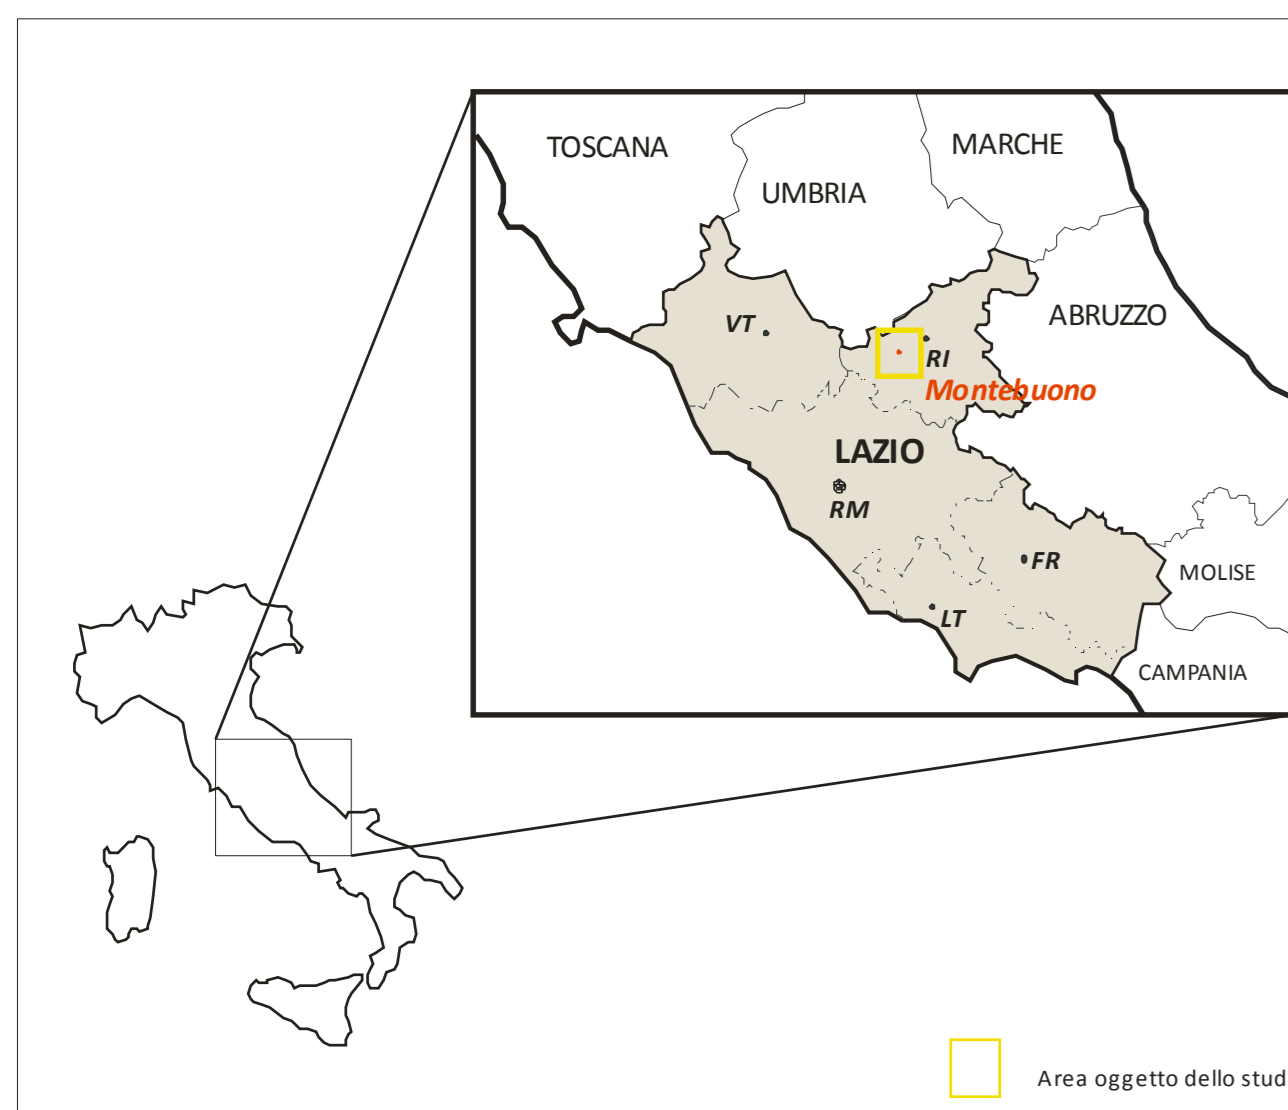 TOSCANA
MARCHE
UMBRIA
ABRUZZO
VT
RI
Montebuono
LAZIO
RM
FR
MOLISE
LT
CAMPANIA
Area oggetto dello stud